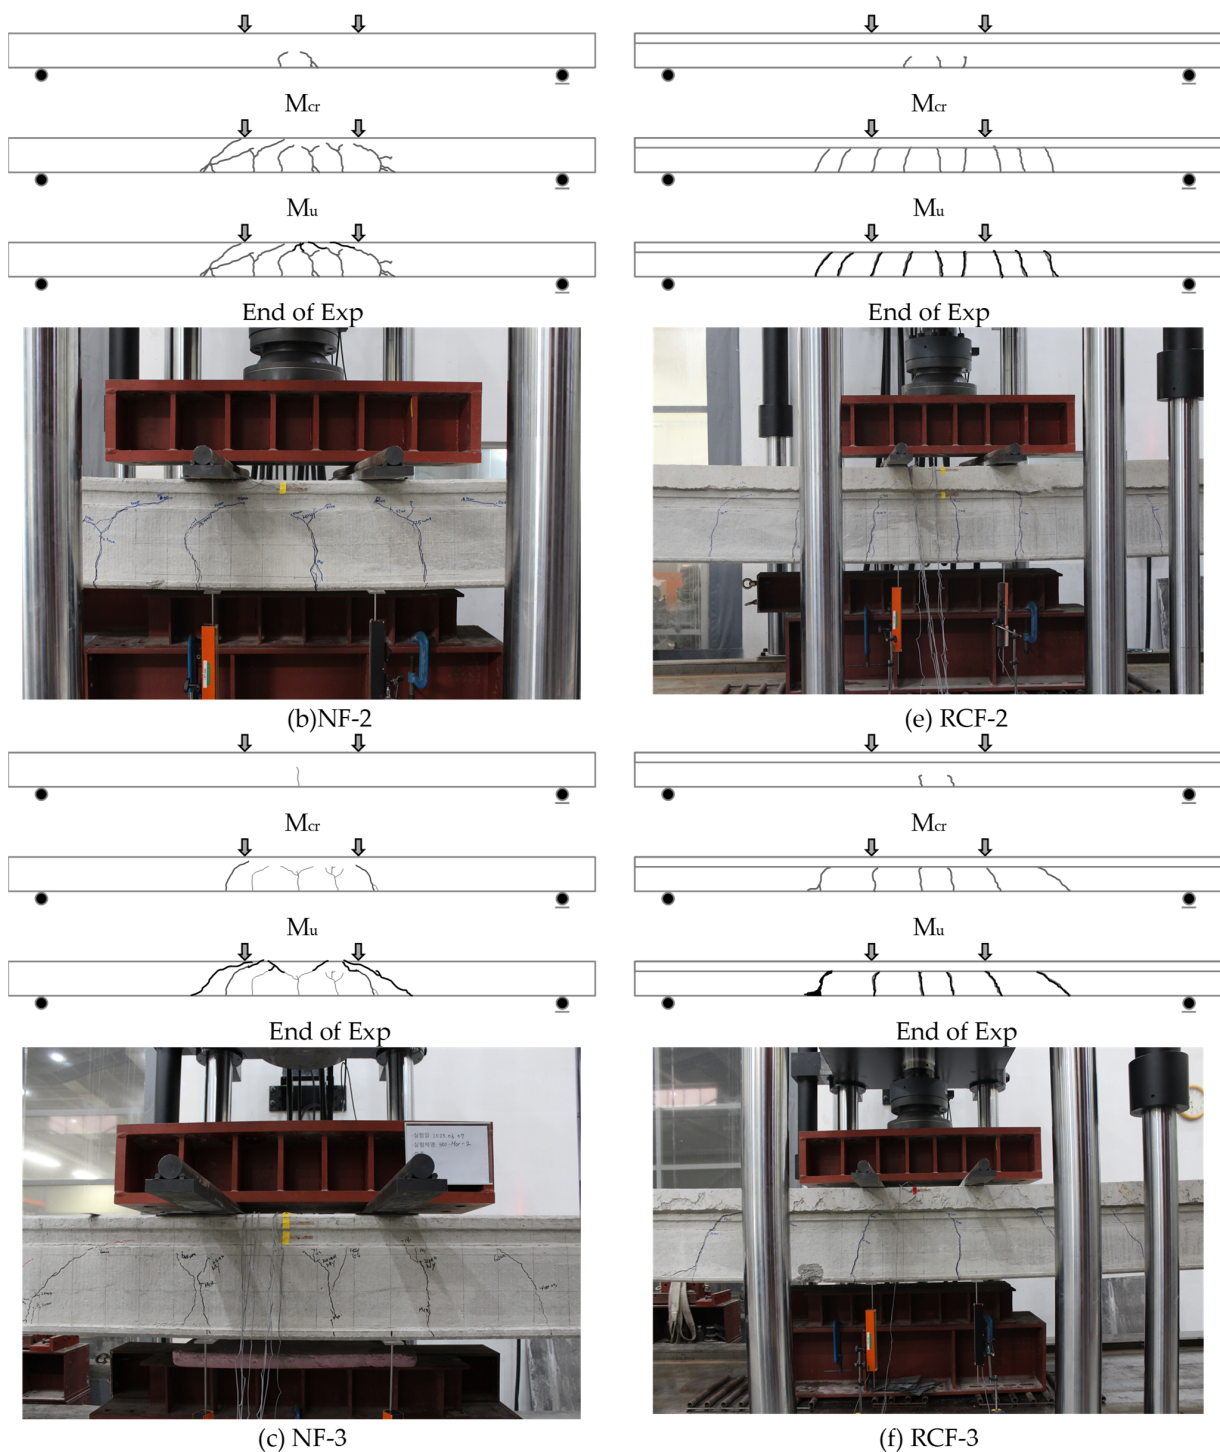 Mcr
Mu
End of Exp
(b)NF-2
Mcr
Mu
End of Exp
(e) RCF-2
Mcr
Mu
End of Exp
(c) NF-3
Mcr
Mu
End of Exp
(f) RCF-3